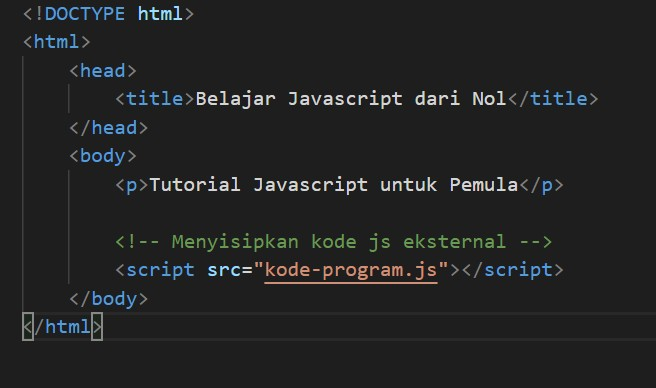 <!DOCTYPE html>
<html>
<head>
<title>Belajar Javascript dari Nol</title>
</head>
<body>
<p>Tutorial Javascript untuk Pemula</p>
<!-- Menyisipkan kode js eksternal -->
<script src="kode-program.js"></script>
</body>
</html>